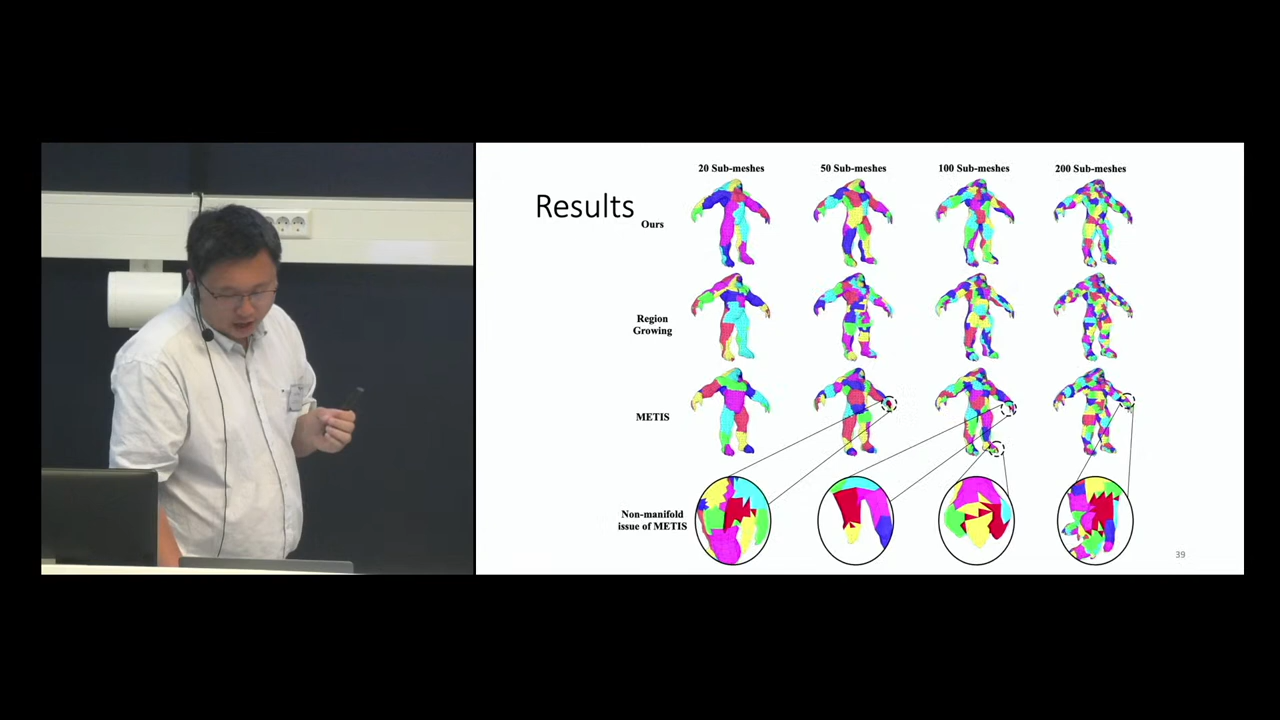 20 Sub-meshes 50 Sub-meshes 100 Sub-meshes 200 Sub-meshes
Results
Ours
Region
Growing
METIS
Non-manifold
issue of METIS
39